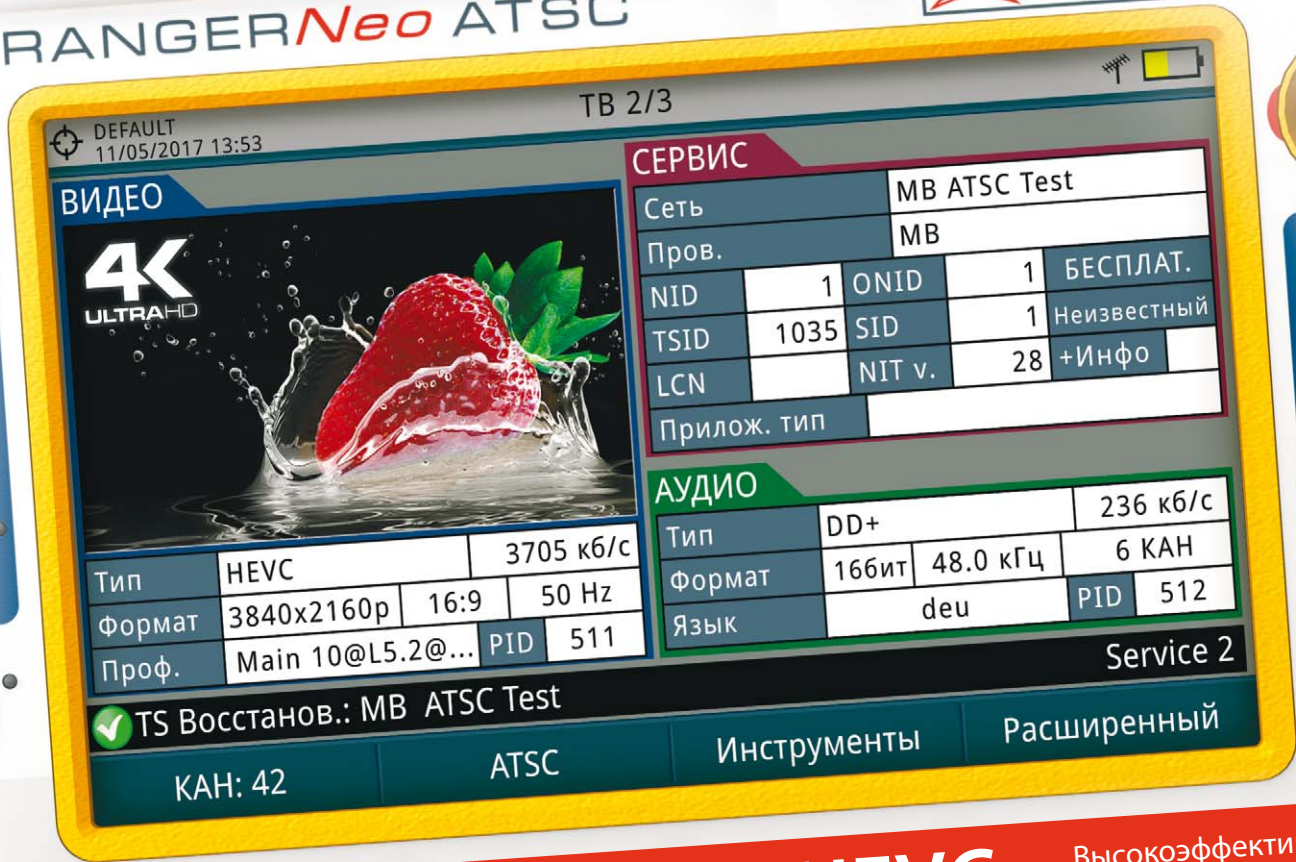 RANGERNeo ATSC
DEFAULT
11/05/2017 13:53
ТВ 2/3
ВИДЕО
4K
ULTRAHD
Тип HEVC 3705 кб/с
Формат 3840x2160p 16:9 50 Hz
Проф. Main 10@L5.2@... PID 511
СЕРВИС
Сеть MB ATSC Test
Пров. MB
NID 1 ONID 1 БЕСПЛАТ.
TSID 1035 SID 1 Неизвестный
LCN NIT v. 28 +Инфо
Прилож. тип
АУДИО
Тип DD+ 236 кб/с
Формат 16бит 48.0 кГц 6 КАН
Язык deu PID 512
TS Восстанов.: MB ATSC Test Service 2
КАН: 42 ATSC Инструменты Расширенный